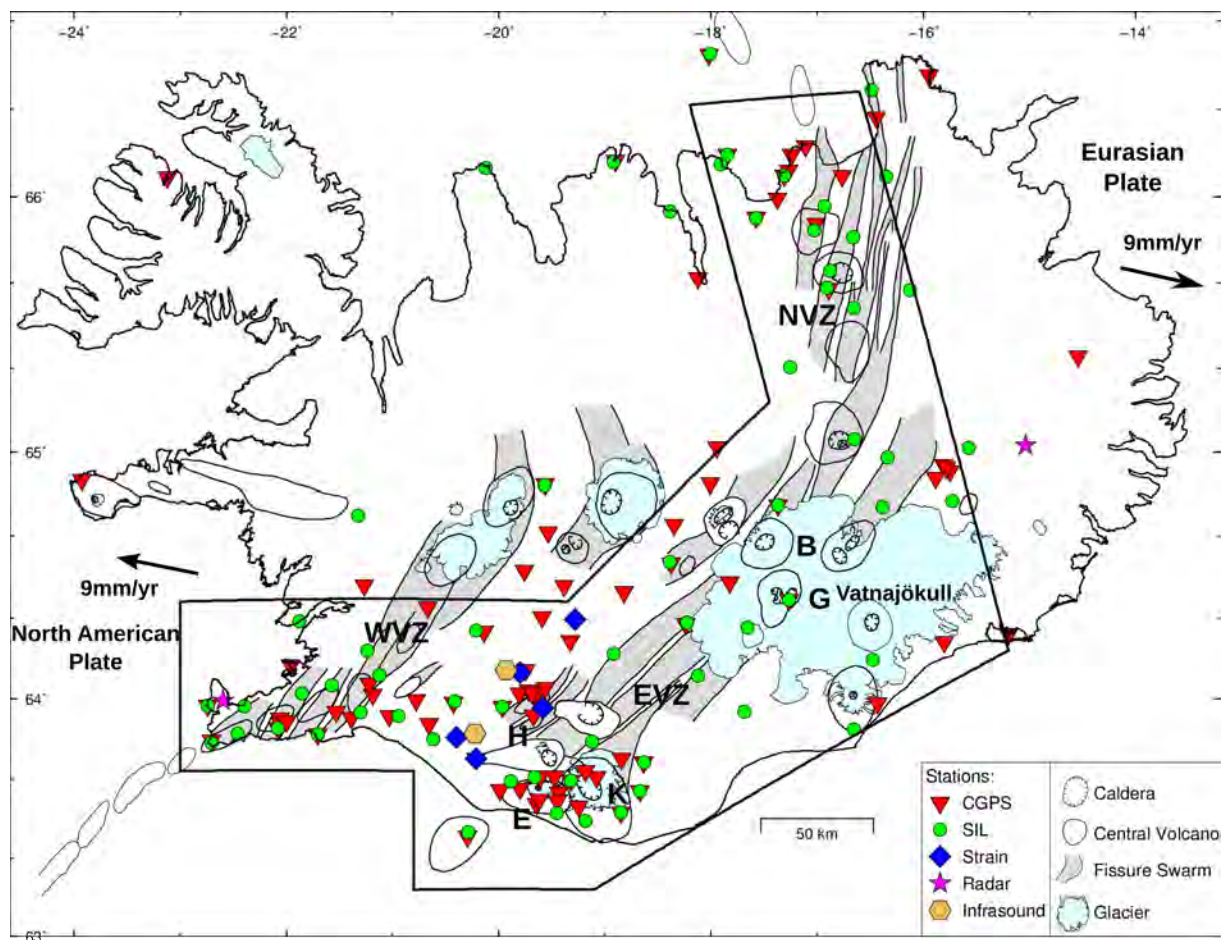 -24° -22° -20° -18° -16° -14°
66°
65°
64°
63°
Eurasian
Plate
9mm/yr
NVZ
B
G Vatnajökull
9mm/yr
North American
Plate
WVZ
EVZ
H
K
E
50 km
Stations:
CGPS
SIL
Strain
Radar
Infrasound
Caldera
Central Volcano
Fissure Swarm
Glacier